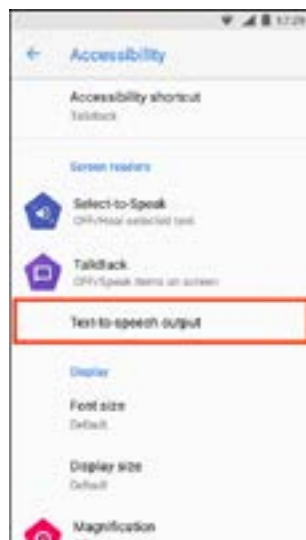 Accessibility
Accessibility shortcut
TalkBack
Screen readers
Select-to-Speak
OFF/Hear selected text
TalkBack
OFF/Speak items on screen
Text-to-speech output
Display
Font size
Default
Display size
Default
Magnification